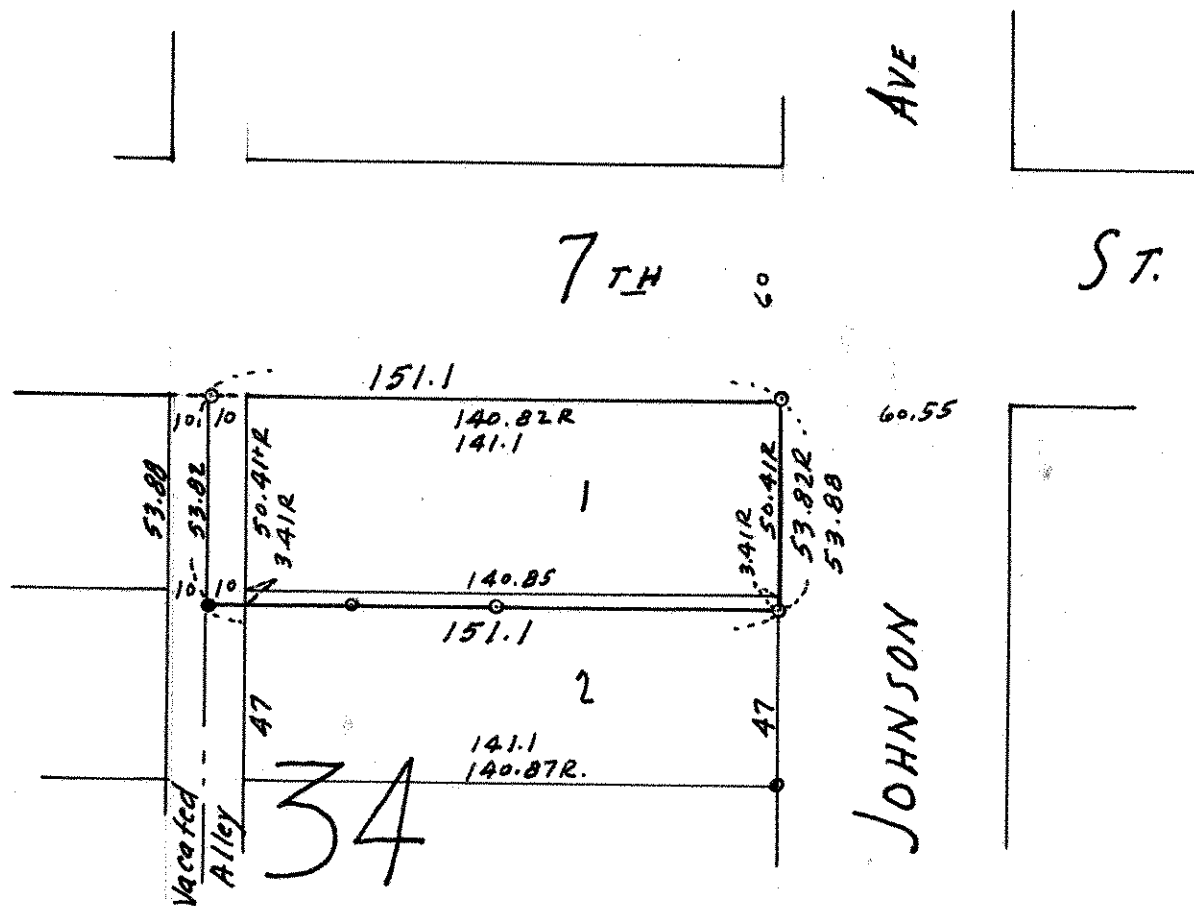 AVE
7TH
60
ST.
151.1
10 10
140.82R
141.1
60.55
53.88
53.82
50.41+R
3.41R
1
3.41R
50.41R
53.82R
53.88
10 10
140.85
151.1
2
47
47
141.1
140.87R.
34
JOHNSON
Vacated
Alley